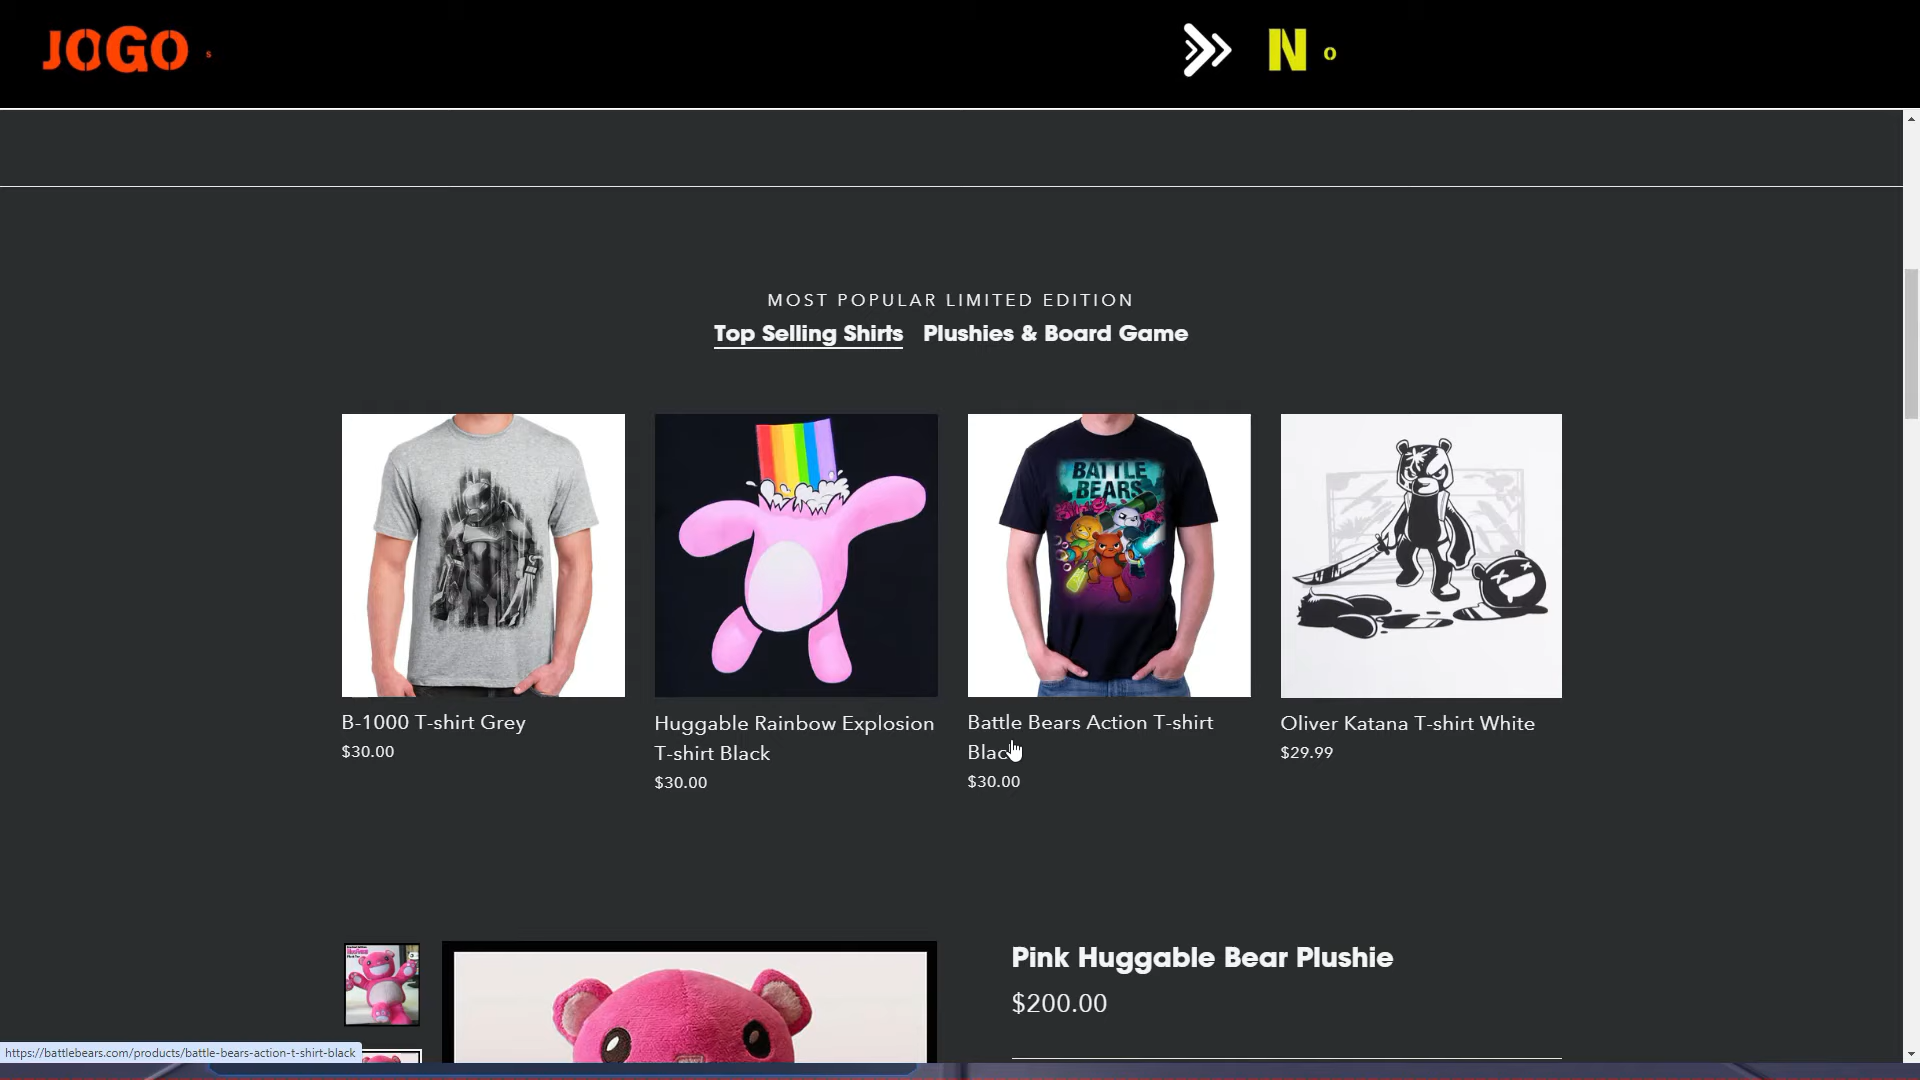 JOGO s
N o
MOST POPULAR LIMITED EDITION
Top Selling Shirts Plushies & Board Game
BATTLE
BEARS
B-1000 T-shirt Grey
$30.00
Huggable Rainbow Explosion
T-shirt Black
$30.00
Battle Bears Action T-shirt
Black
$30.00
Oliver Katana T-shirt White
$29.99
Pink Huggable Bear Plushie
$200.00
https://battlebears.com/products/battle-bears-action-t-shirt-black